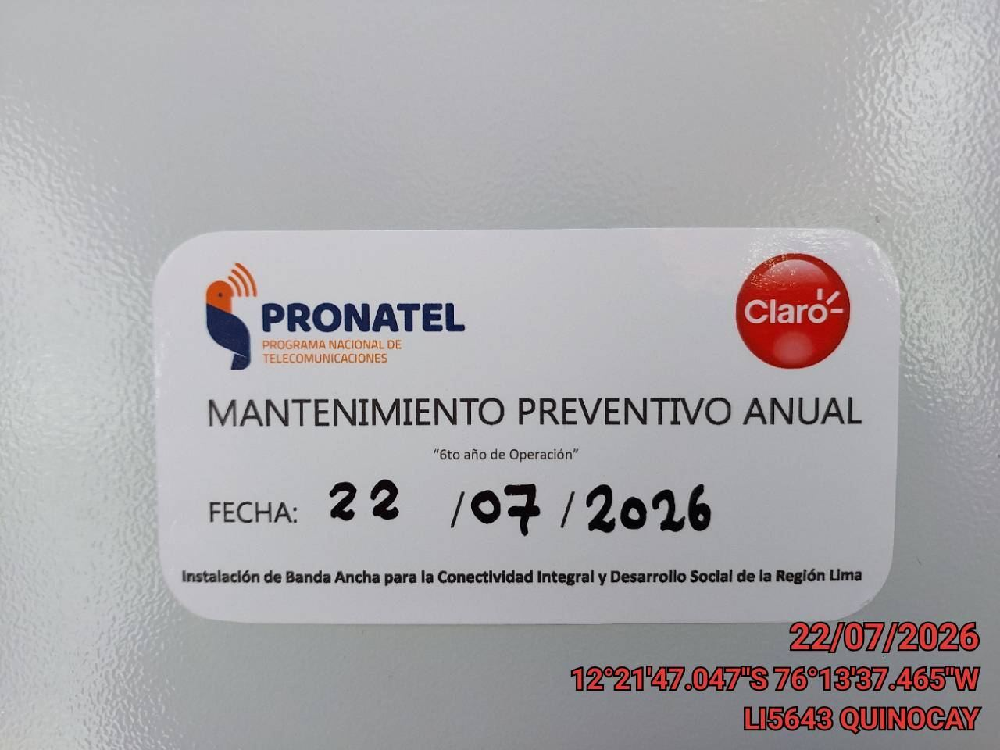 PRONATEL
PROGRAMA NACIONAL DE
TELECOMUNICACIONES
Claro
MANTENIMIENTO PREVENTIVO ANUAL
“6to año de Operación”
FECHA: 22 / 07 / 2026
Instalación de Banda Ancha para la Conectividad Integral y Desarrollo Social de la Región Lima
22/07/2026
12°21'47.047"S 76°13'37.465"W
LI5643 QUINOCAY